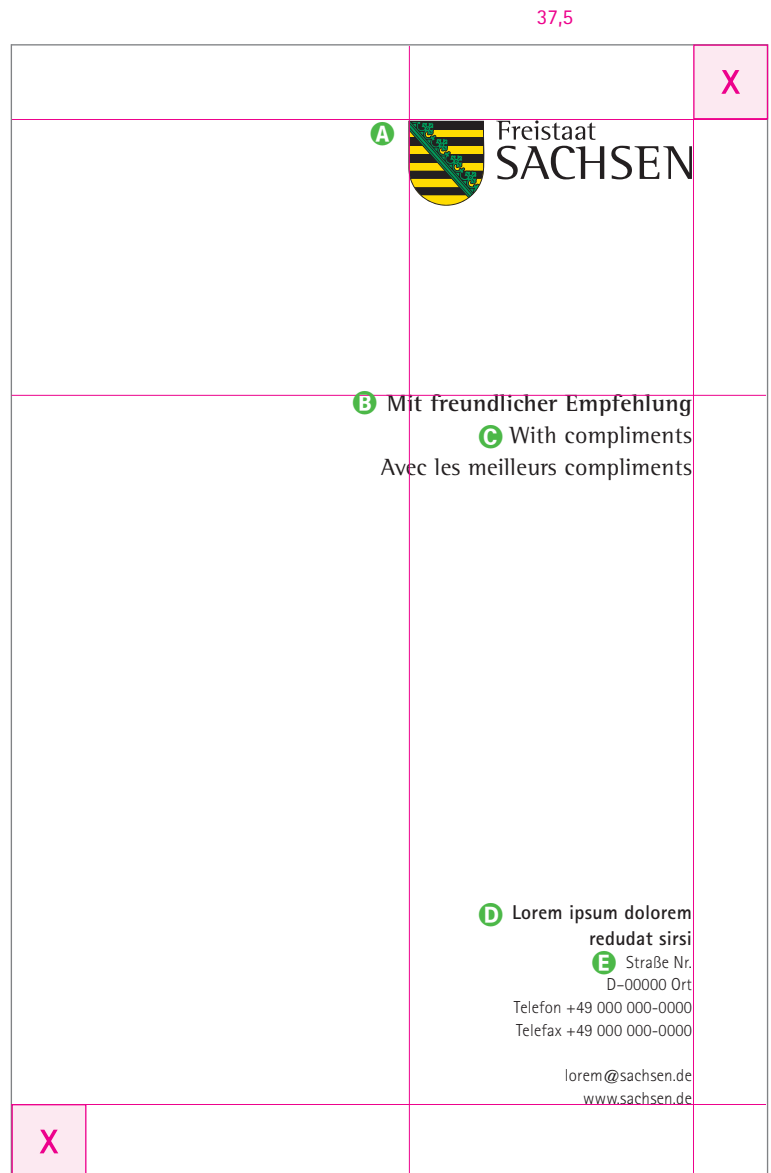 37,5
X
A Freistaat
SACHSEN
B Mit freundlicher Empfehlung
C With compliments
Avec les meilleurs compliments
D Lorem ipsum dolorem
redudat sirsi
E Straße Nr.
D–00000 Ort
Telefon +49 000 000-0000
Telefax +49 000 000-0000
lorem@sachsen.de
www.sachsen.de
X